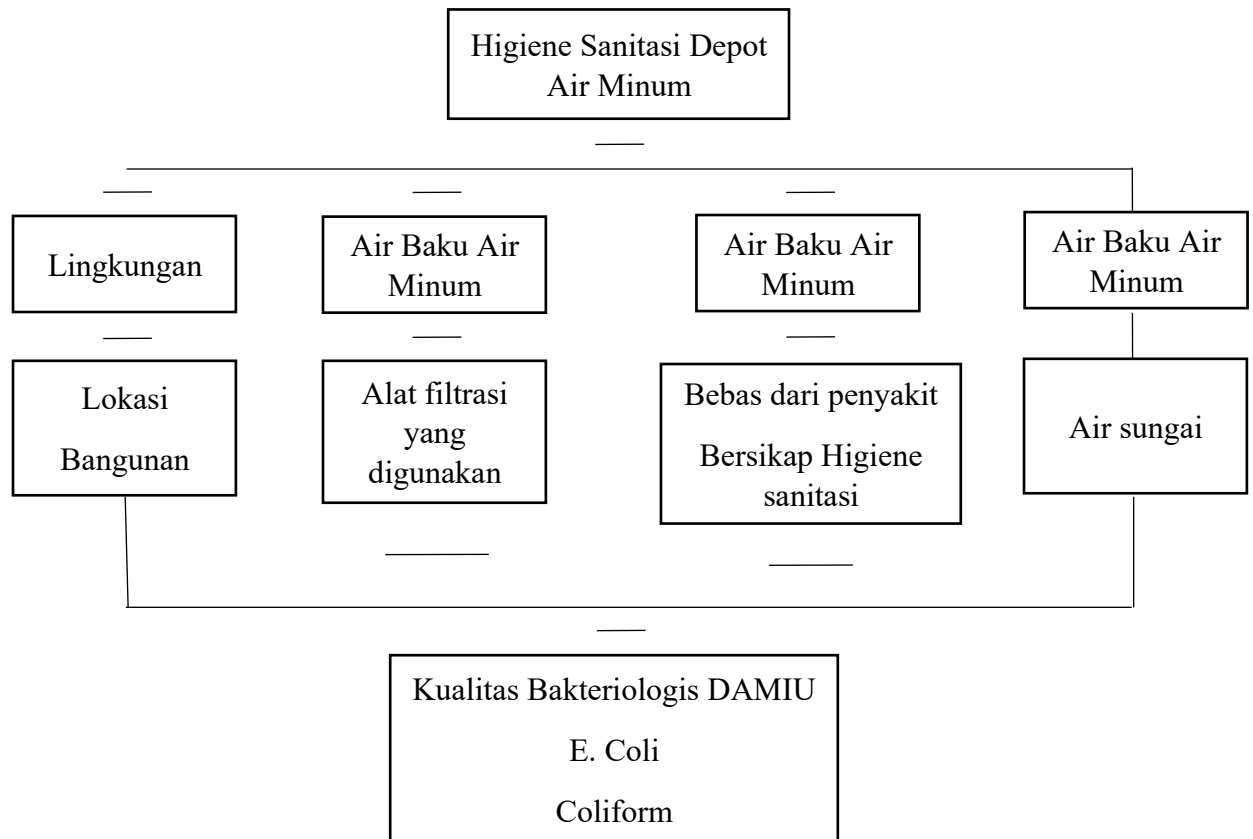 Higiene Sanitasi Depot
Air Minum
Lingkungan
Air Baku Air
Minum
Air Baku Air
Minum
Air Baku Air
Minum
Lokasi
Bangunan
Alat filtrasi
yang
digunakan
Bebas dari penyakit
Bersikap Higiene
sanitasi
Air sungai
Kualitas Bakteriologis DAMIU
E. Coli
Coliform